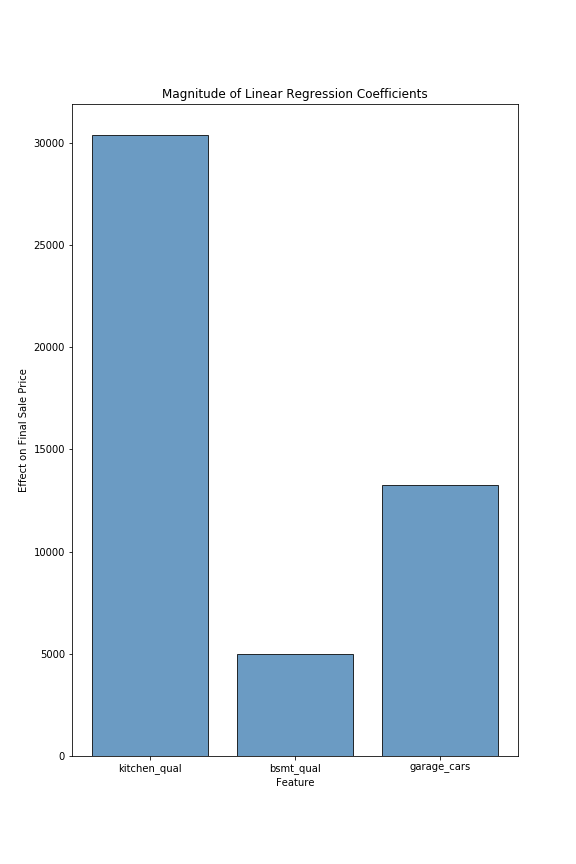 Magnitude of Linear Regression Coefficients
Effect on Final Sale Price
30000
25000
20000
15000
10000
5000
0
kitchen_qual bsmt_qual garage_cars
Feature